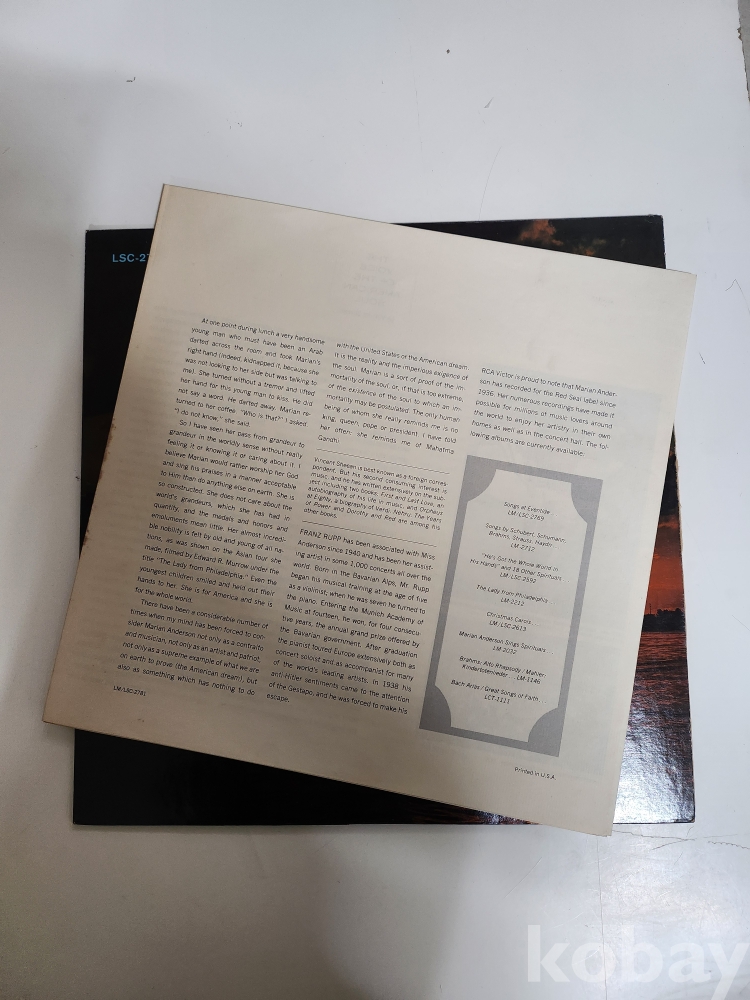 LSC-27
At one point during lunch a very handsome
young man who must have been an Arab
darted across the room and took Marian's
right hand (indeed, kidnapped it, because she
was not looking to her side but was talking to
me). She turned without a tremor and lifted
her hand for this young man to kiss. He did
not say a word. He darted away. Marian re-
turned to her coffee. "Who is that?" I asked.
"I do not know," she said.
So I have seen her pass from grandeur to
grandeur in the worldly sense without really
feeling it or knowing it or caring about it. I
believe Marian would rather worship her God
and sing his praises in a manner acceptable
to Him than do anything else on earth. She is
so constructed. She does not care about the
world's grandeurs, which she has had in
quantity, and the medals and honors and
emoluments mean little. Her almost incredi-
ble nobility is felt by old and young of all na-
tions, as was shown on the Asian tour she
made, filmed by Edward R. Murrow under the
title "The Lady from Philadelphia." Even the
youngest children smiled and held out their
hands to her. She is for America and she is
for the whole world.
There have been a considerable number of
times when my mind has been forced to con-
sider Marian Anderson not only as a contralto
and musician, not only as an artist and patriot,
not only as a supreme example of what we are
on earth to prove (the American dream), but
also as something which has nothing to do
LM/LSC-2781
with the United States or the American dream.
It is the reality and the imperious exigence of
the soul. Marian is a sort of proof of the im-
mortality of the soul, or, if that is too extreme,
of the existence of the soul to which an im-
mortality may be postulated. The only human
being of whom she really reminds me is no
king, queen, pope or president. I have told
her often: she reminds me of Mahatma
Gandhi.
Vincent Sheean is best known as a foreign corres-
pondent. But his second consuming interest is
music, and he has written extensively on the sub-
ject including two books: First and Last Love, an
autobiography of his life in music, and Orpheus
at Eighty, a biography of Verdi. Nehru: The Years
of Power and Dorothy and Red are among his
other books.
FRANZ RUPP has been associated with Miss
Anderson since 1940 and has been her assist-
ing artist in some 1,000 concerts all over the
world. Born in the Bavarian Alps, Mr. Rupp
began his musical training at the age of five
as a violinist, when he was seven he turned to
the piano. Entering the Munich Academy of
Music at fourteen, he won, for four consecu-
tive years, the annual grand prize offered by
the Bavarian government. After graduation
the pianist toured Europe extensively both as
concert soloist and as accompanist for many
of the world's leading artists. In 1938 his
anti-Hitler sentiments came to the attention
of the Gestapo, and he was forced to make his
escape.
RCA Victor is proud to note that Marian Ander-
son has recorded for the Red Seal label since
1936. Her numerous recordings have made it
possible for millions of music lovers around
the world to enjoy her artistry in their own
homes as well as in the concert hall. The fol-
lowing albums are currently available:
Songs at Eventide
LM/LSC-2769
Songs by Schubert, Schumann,
Brahms, Strauss, Haydn
LM-2712
"He's Got the Whole World in
His Hands" and 18 Other Spirituals
LM/LSC-2592
The Lady from Philadelphia . .
LM-2212
Christmas Carols . . .
LM/LSC-2613
Marian Anderson Sings Spirituals . .
LM-2032
Brahms: Alto Rhapsody / Mahler:
Kindertotenlieder . . LM-1146
Bach Arias / Great Songs of Faith . . .
LCT-1111
Printed in U.S.A.
kobay